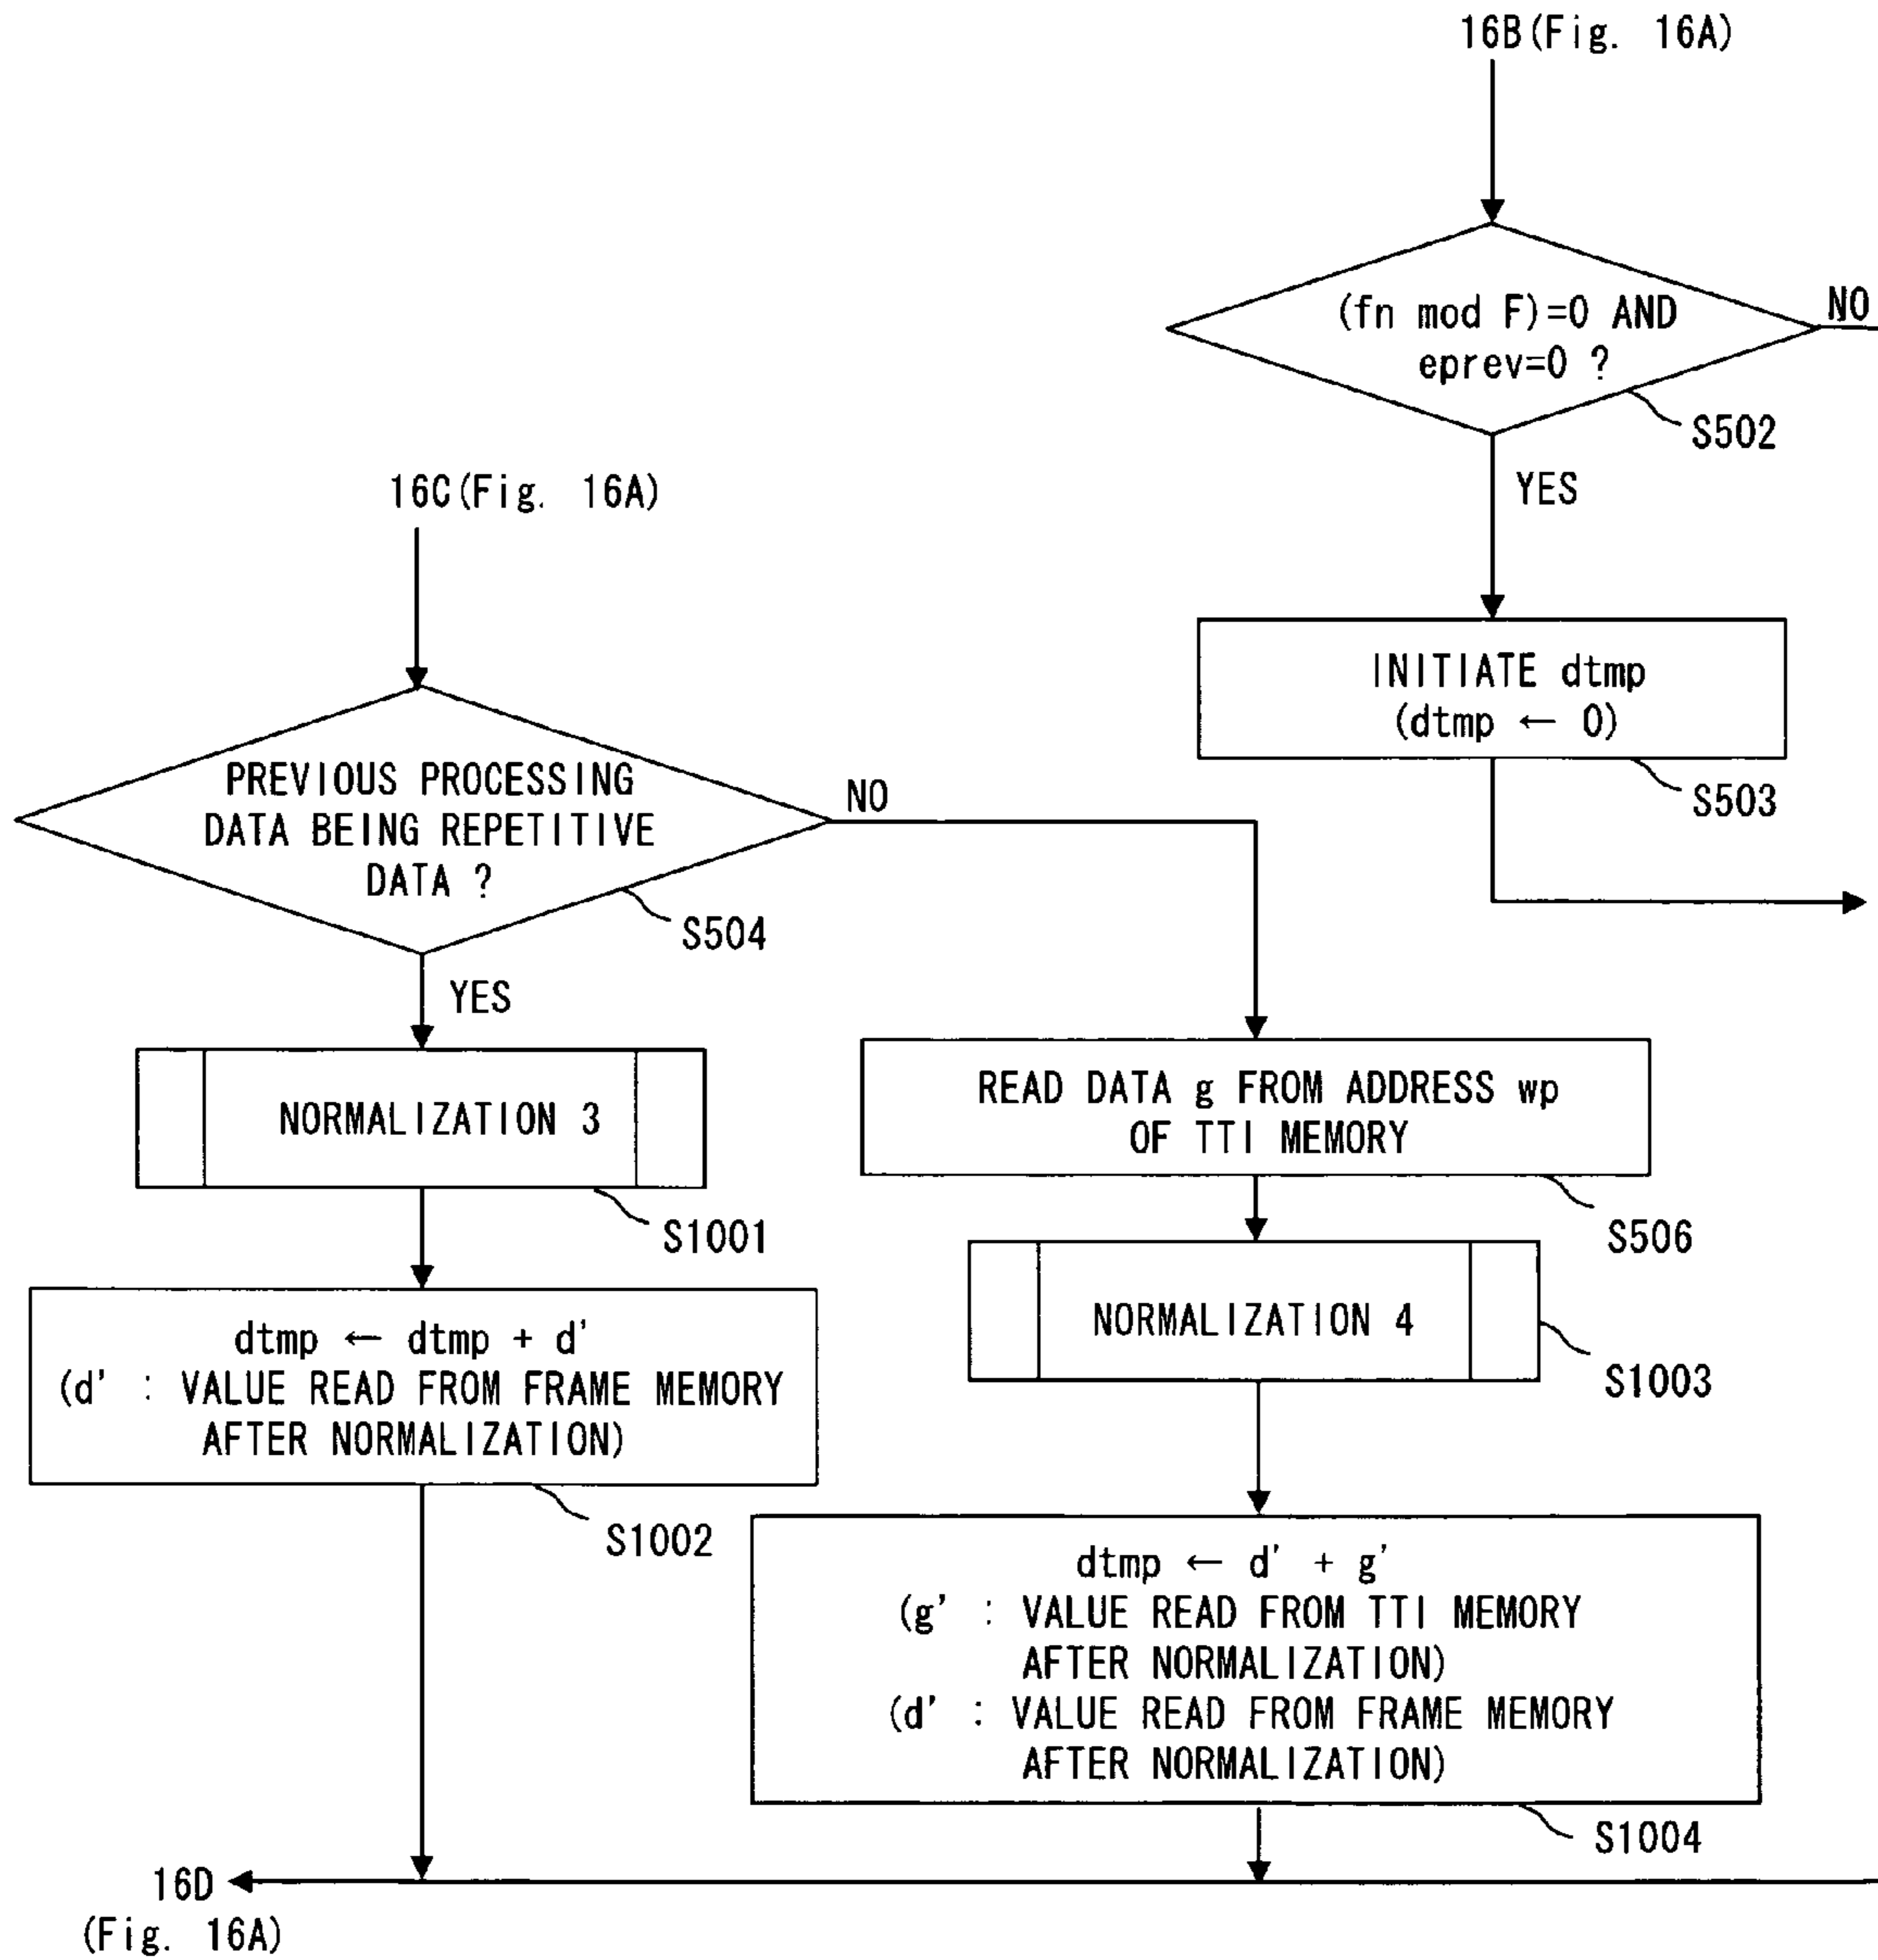 16B(Fig. 16A)
(fn mod F)=0 AND
eprev=0 ?
NO
S502
YES
INITIATE dtmp
(dtmp ← 0)
S503
16C(Fig. 16A)
PREVIOUS PROCESSING
DATA BEING REPETITIVE
DATA ?
NO
S504
YES
NORMALIZATION 3
S1001
dtmp ← dtmp + d'
(d' : VALUE READ FROM FRAME MEMORY
AFTER NORMALIZATION)
S1002
READ DATA g FROM ADDRESS wp
OF TTI MEMORY
S506
NORMALIZATION 4
S1003
dtmp ← d' + g'
(g' : VALUE READ FROM TTI MEMORY
AFTER NORMALIZATION)
(d' : VALUE READ FROM FRAME MEMORY
AFTER NORMALIZATION)
S1004
16D
(Fig. 16A)